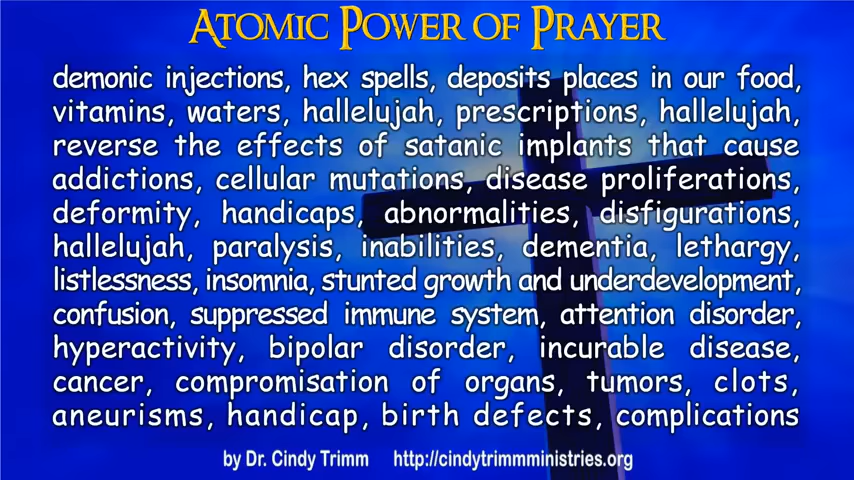 Atomic Power of Prayer
demonic injections, hex spells, deposits places in our food,
vitamins, waters, hallelujah, prescriptions, hallelujah,
reverse the effects of satanic implants that cause
addictions, cellular mutations, disease proliferations,
deformity, handicaps, abnormalities, disfigurations,
hallelujah, paralysis, inabilities, dementia, lethargy,
listlessness, insomnia, stunted growth and underdevelopment,
confusion, suppressed immune system, attention disorder,
hyperactivity, bipolar disorder, incurable disease,
cancer, compromisation of organs, tumors, clots,
aneurisms, handicap, birth defects, complications
by Dr. Cindy Trimm http://cindytrimmministries.org